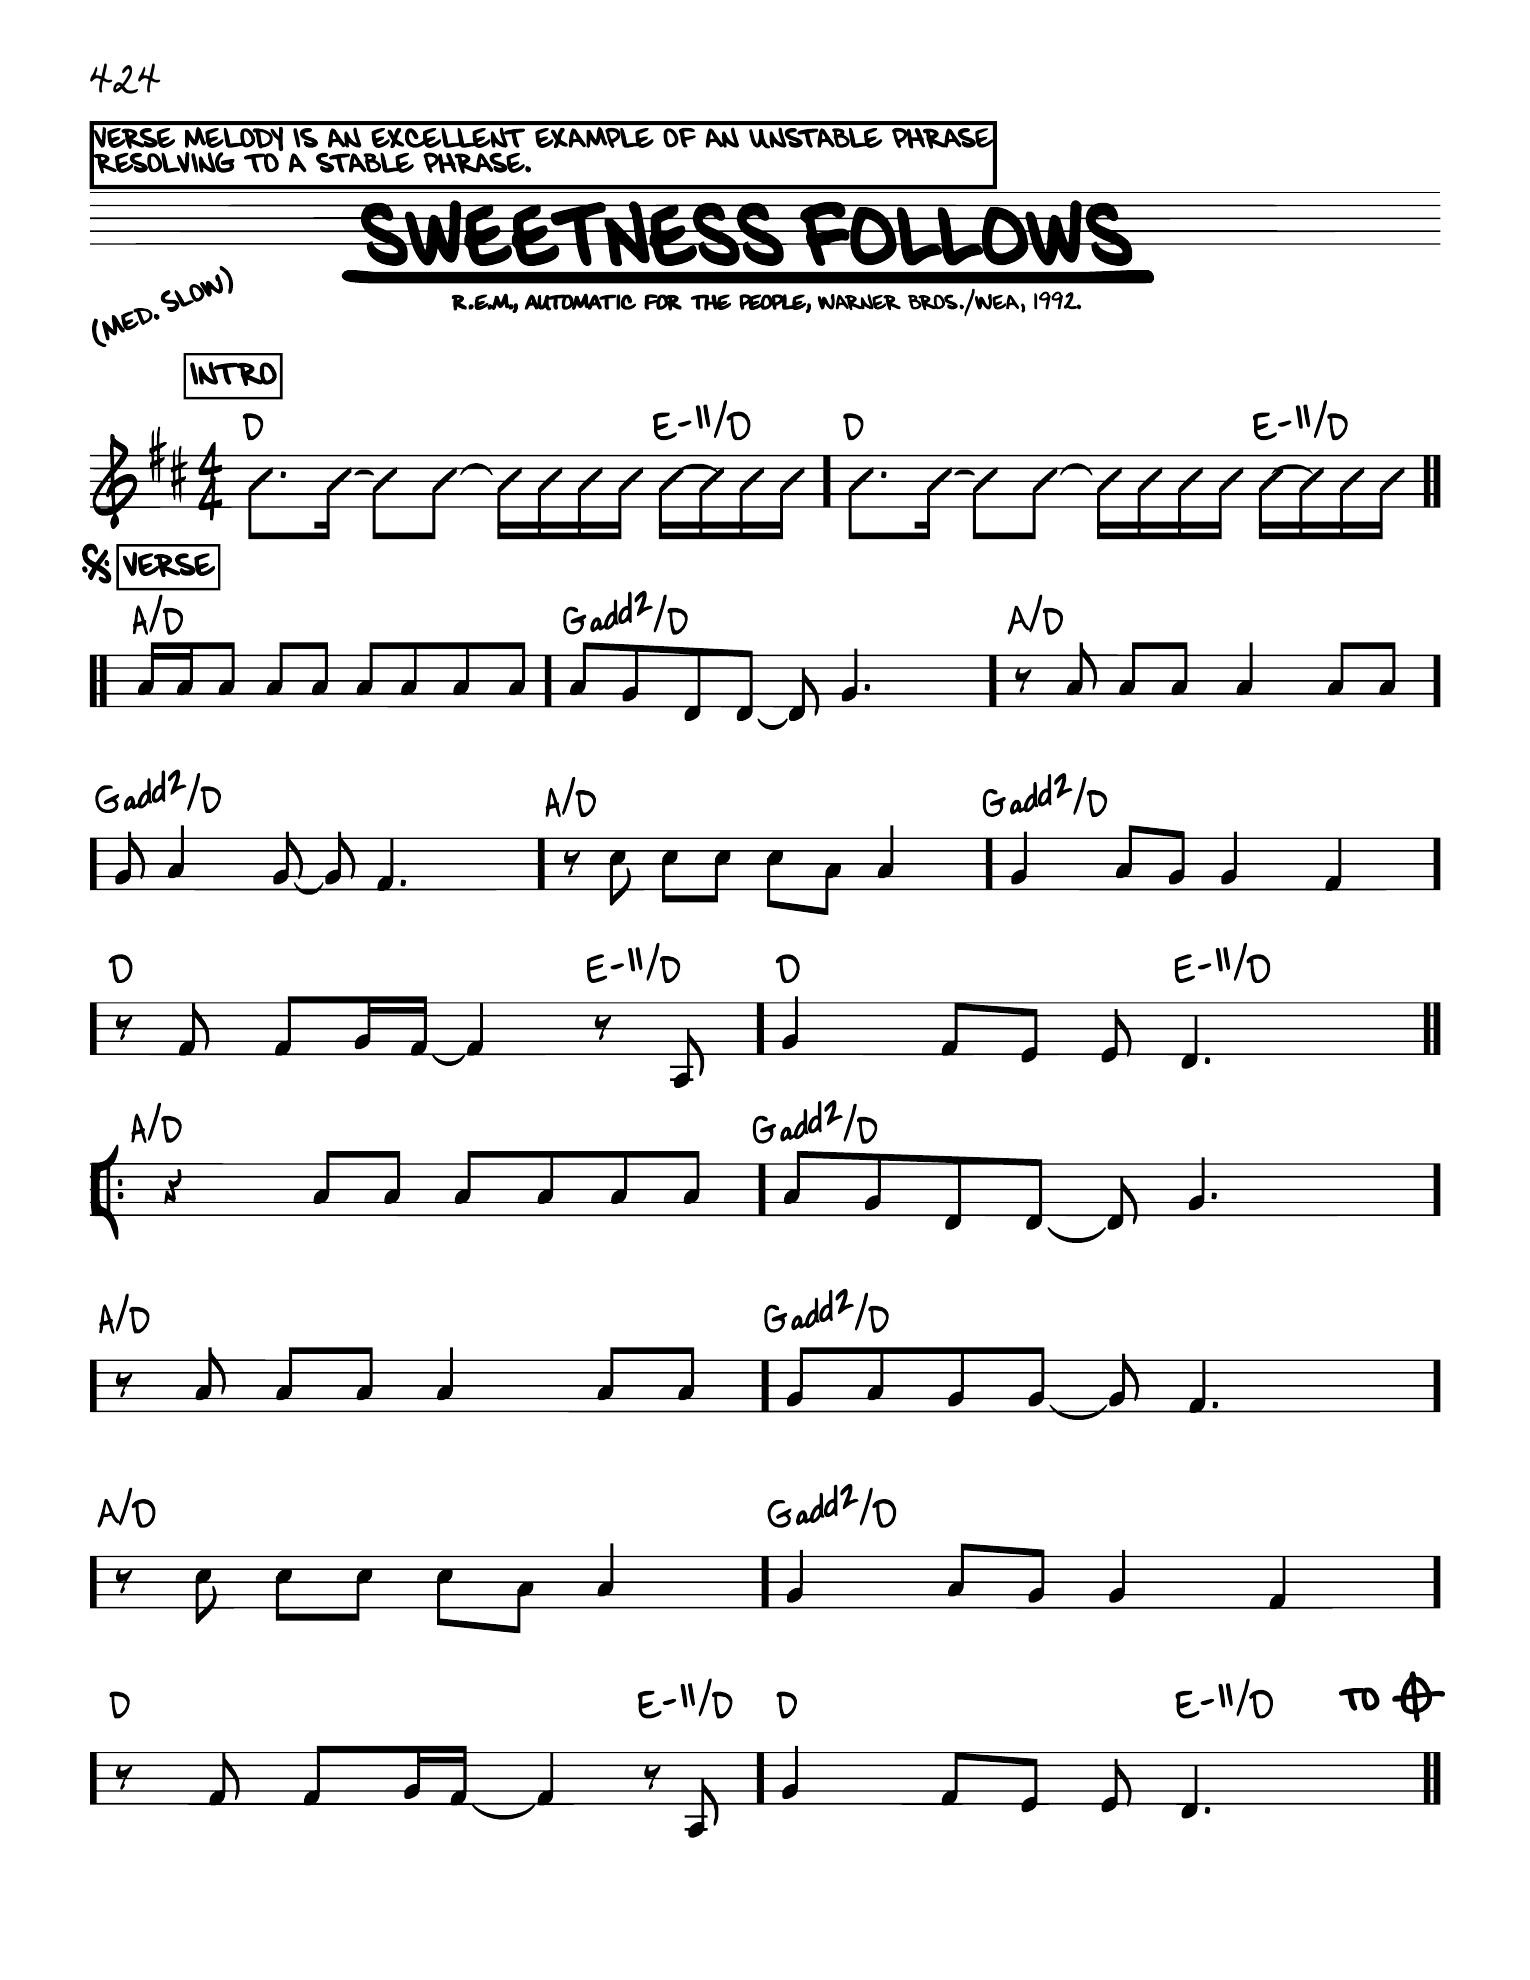 424
VERSE MELODY IS AN EXCELLENT EXAMPLE OF AN UNSTABLE PHRASE
RESOLVING TO A STABLE PHRASE.
SWEETNESS FOLLOWS
R.E.M., AUTOMATIC FOR THE PEOPLE, WARNER BROS./WEA, 1992.
(MED. SLOW)
INTRO
D E-11/D D E-11/D
4
4
VERSE
A/D Gadd2/D A/D
Gadd2/D A/D Gadd2/D
D E-11/D D E-11/D
A/D Gadd2/D
A/D Gadd2/D
A/D Gadd2/D
D E-11/D D E-11/D TO